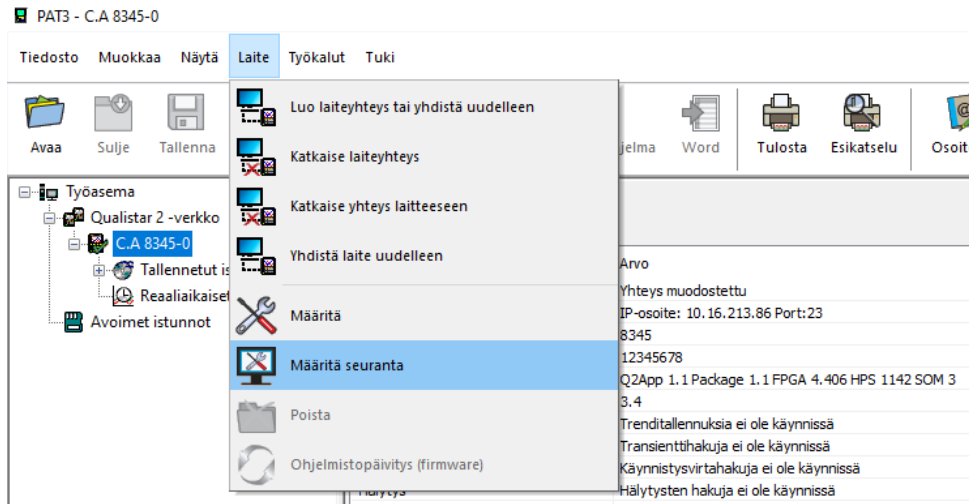 PAT3 - C.A 8345-0
Tiedosto Muokkaa Näytä Laite Työkalut Tuki
Avaa Sulje Tallenna Word Tulosta Esikatselu
Luo laiteyhteys tai yhdistä uudelleen
Katkaise laiteyhteys
Katkaise yhteys laitteeseen
Yhdistä laite uudelleen
Määritä
Määritä seuranta
Poista
Ohjelmistopäivitys (firmware)
Työasema
Qualistar 2 -verkko
C.A 8345-0
Tallennetut
Reaaliaikaiset
Avoimet istunnot
Arvo
Yhteys muodostettu
IP-osoite: 10.16.213.86 Port:23
8345
12345678
Q2App 1.1 Package 1.1 FPGA 4.406 HPS 1142 SOM 3
3.4
Trenditallennuksia ei ole käynnissä
Transienttihakuja ei ole käynnissä
Käynnistysvirtahakuja ei ole käynnissä
Hälytysten hakuja ei ole käynnissä